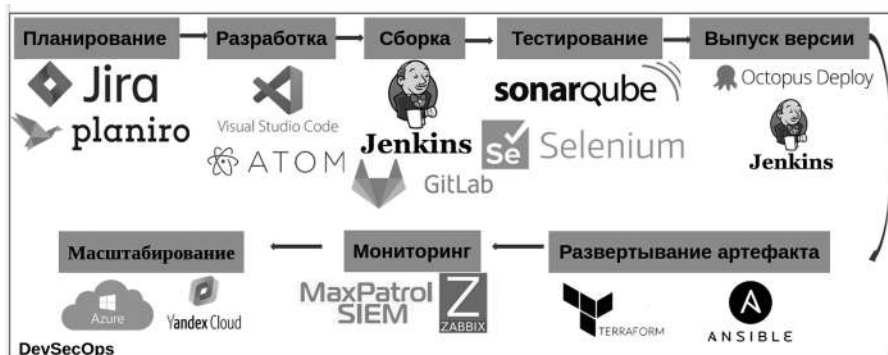 Планирование
Разработка
Сборка
Тестирование
Выпуск версии
Jira
planiro
Visual Studio Code
ATOM
Jenkins
GitLab
sonarqube
Se Selenium
Octopus Deploy
Jenkins
Масштабирование
Мониторинг
Развертывание артефакта
Azure
Yandex Cloud
MaxPatrol
SIEM
Z
ZABBIX
TERRAFORM
A
ANSIBLE
DevSecOps